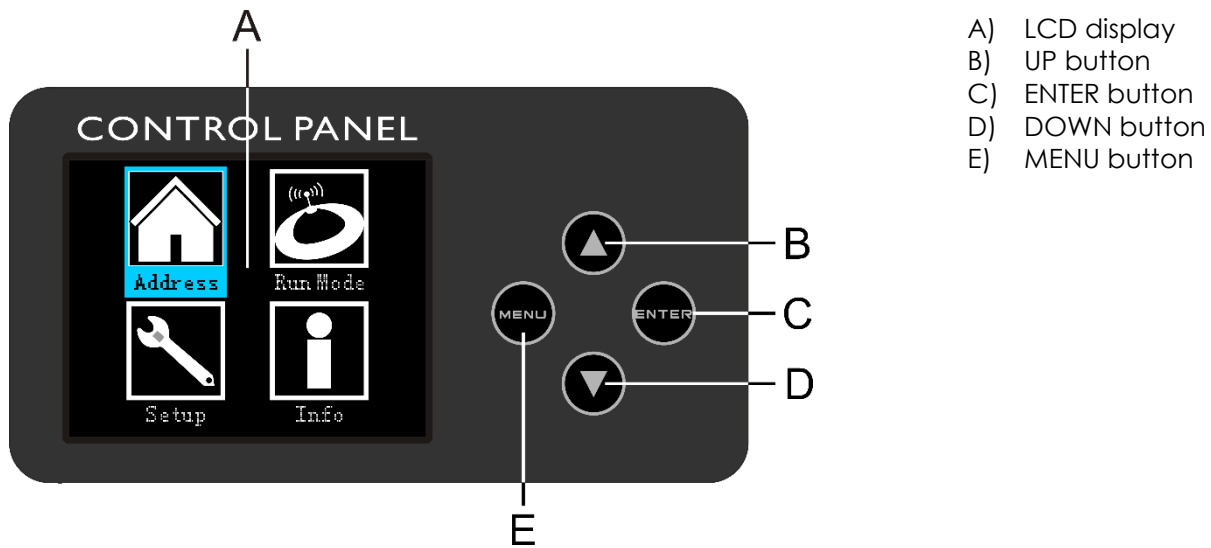 A
A) LCD display
B) UP button
C) ENTER button
D) DOWN button
E) MENU button
CONTROL PANEL
Address
Run Mode
Setup
Info
B
MENU
ENTER
C
D
E